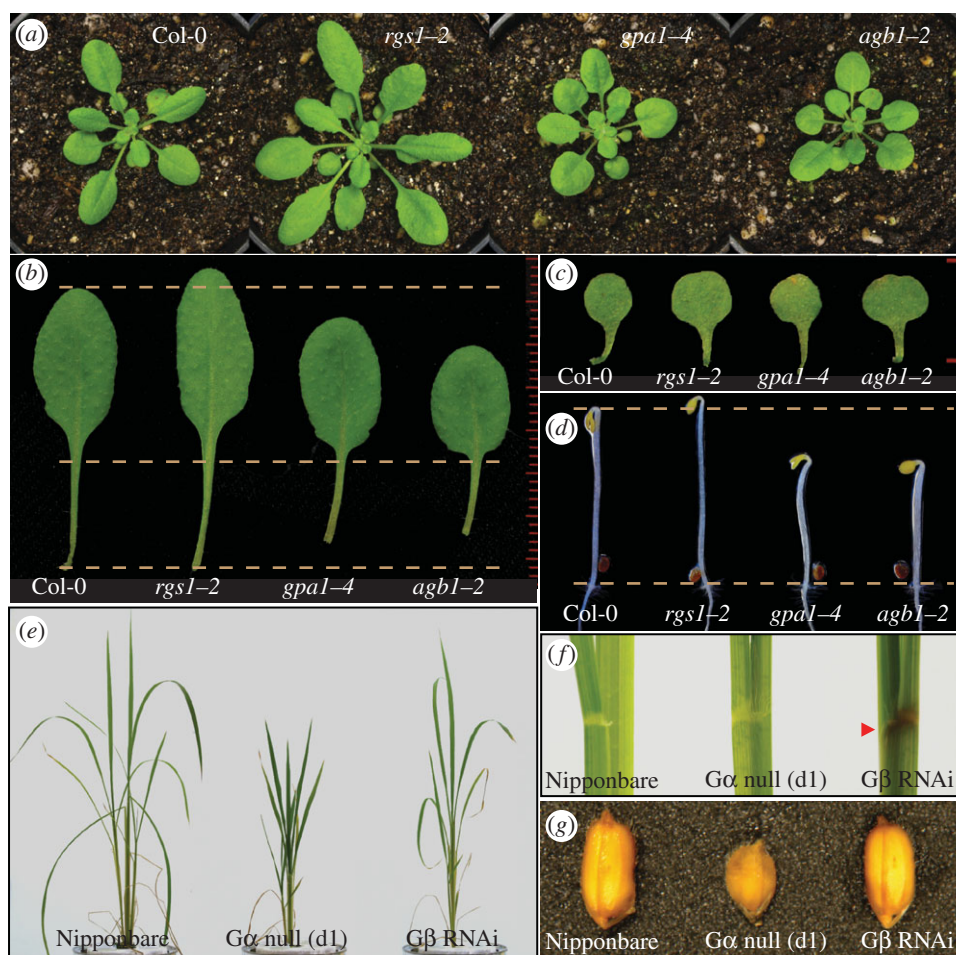 (a) Col-0 rgs1–2 gpa1–4 agb1–2
(b)
Col-0 rgs1–2 gpa1–4 agb1–2
(c)
Col-0 rgs1–2 gpa1–4 agb1–2
(d)
Col-0 rgs1–2 gpa1–4 agb1–2
(e)
Nipponbare Gα null (d1) Gβ RNAi
(f)
Nipponbare Gα null (d1) Gβ RNAi
(g)
Nipponbare Gα null (d1) Gβ RNAi